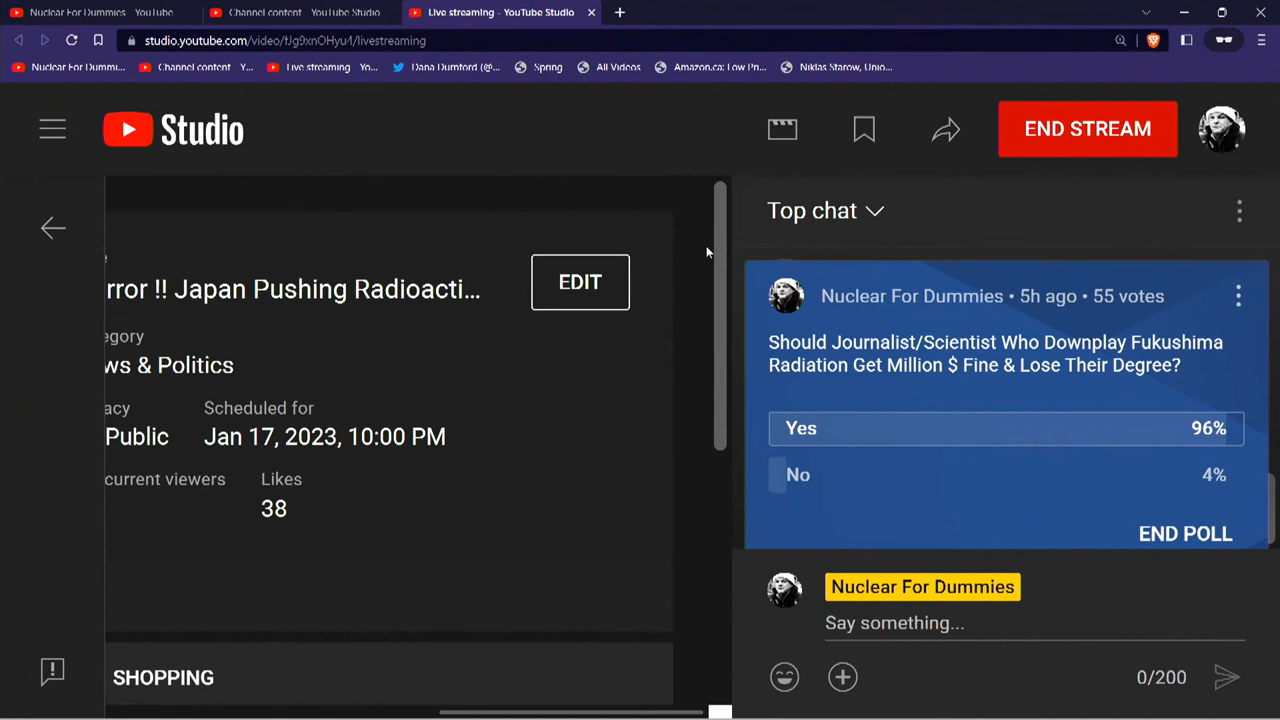 Nuclear For Dummies YouTube
Channel content YouTube Studio
Live streaming - YouTube Studio
studio.youtube.com/video/fJg9xnOHyu4/livestreaming
Nuclear For Dummi...
Channel content - Y...
Live streaming - Yo...
Dana Durnford (@...
Spring
All Videos
Amazon.ca: Low Pri...
Niklas Starow, Unio...
Studio
END STREAM
Top chat
e
rror !! Japan Pushing Radioacti...
EDIT
egory
ws & Politics
acy
Scheduled for
Public
Jan 17, 2023, 10:00 PM
current viewers
Likes
38
SHOPPING
Nuclear For Dummies • 5h ago • 55 votes
Should Journalist/Scientist Who Downplay Fukushima
Radiation Get Million $ Fine & Lose Their Degree?
Yes 96%
No 4%
END POLL
Nuclear For Dummies
Say something...
0/200